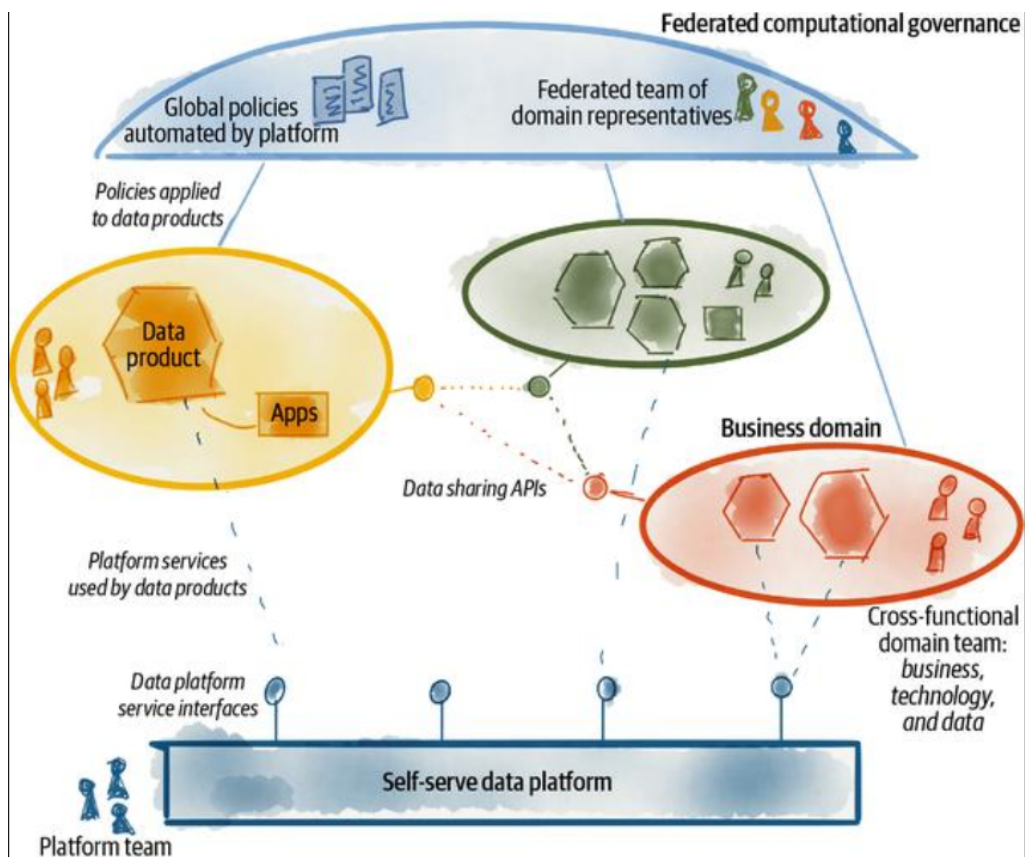 Federated computational governance
Global policies
automated by platform
Federated team of
domain representatives
Policies applied
to data products
Data
product
Apps
Business domain
Data sharing APIs
Platform services
used by data products
Cross-functional
domain team:
business,
technology,
and data
Data platform
service interfaces
Self-serve data platform
Platform team